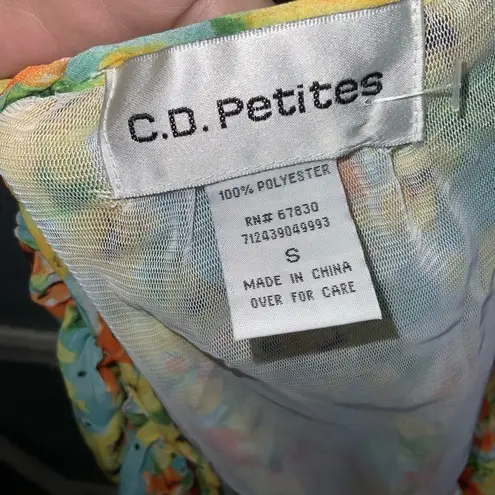 C.D. Petites
100% POLYESTER
RN# 67830
712439049993
S
MADE IN CHINA
OVER FOR CARE